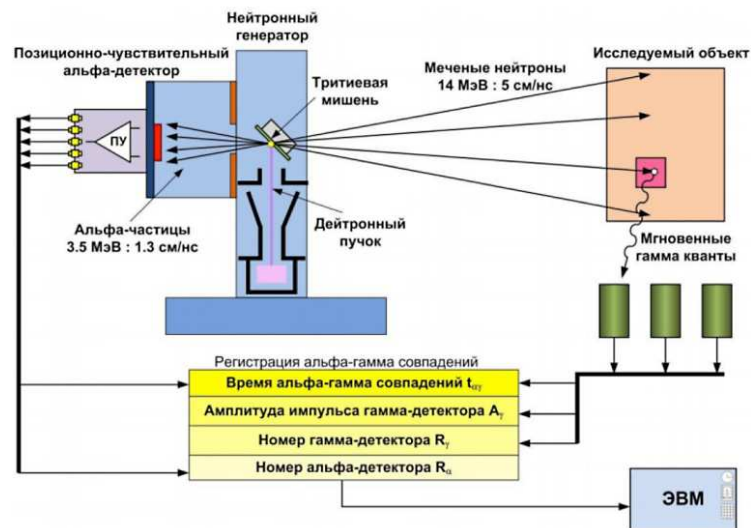 Нейтронный
генератор
Позиционно-чувствительный
альфа-детектор
Исследуемый объект
Меченые нейтроны
14 МэВ : 5 см/нс
Тритиевая
мишень
ПУ
Альфа-частицы
3.5 МэВ : 1.3 см/нс
Дейтронный
пучок
Мгновенные
гамма кванты
Регистрация альфа-гамма совпадений
Время альфа-гамма совпадений tαγ
Амплитуда импульса гамма-детектора Aγ
Номер гамма-детектора Rγ
Номер альфа-детектора Rα
ЭВМ